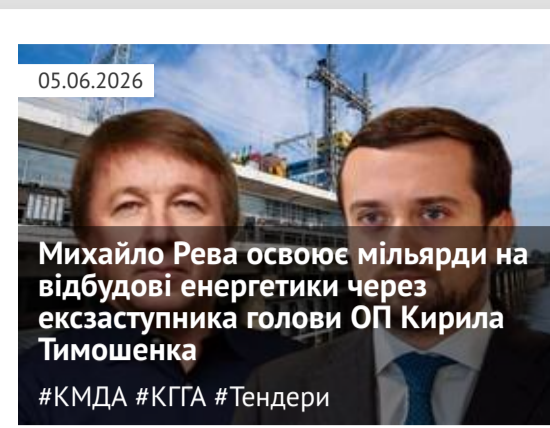 05.06.2026
Михайло Рева освоює мільярди на
відбудові енергетики через
ексзаступника голови ОП Кирила
Тимошенка
#КМДА #КГГА #Тендери